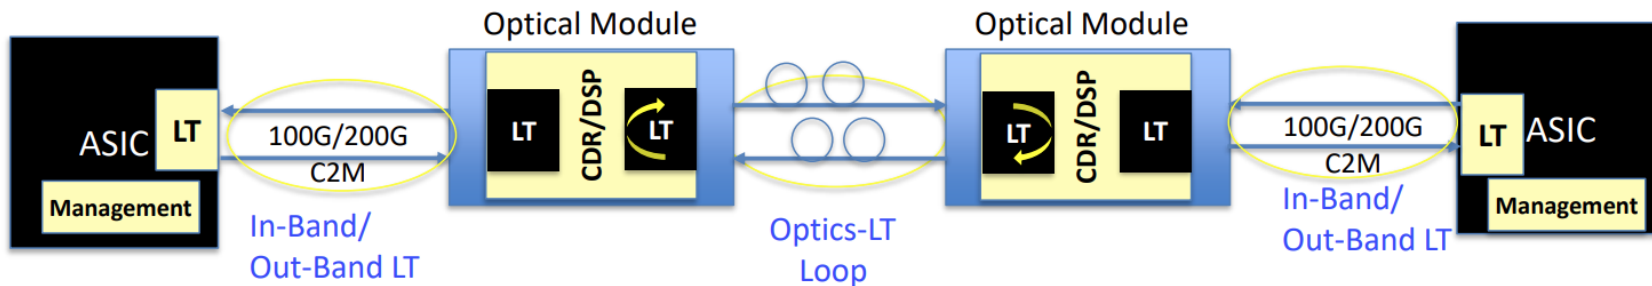 Optical Module
Optical Module
ASIC
LT
Management
100G/200G
C2M
In-Band/
Out-Band LT
LT
CDR/DSP
LT
Optics-LT
Loop
LT
CDR/DSP
LT
100G/200G
C2M
In-Band/
Out-Band LT
LT
ASIC
Management